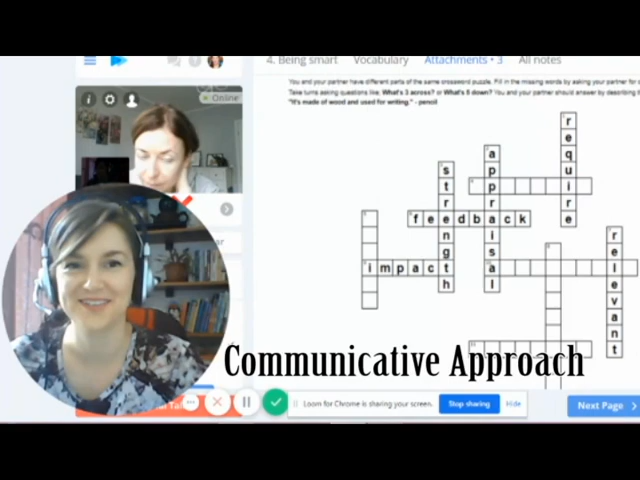 4. Being smart Vocabulary Attachments • 3 All notes
You and your partner have different parts of the same crossword puzzle. Fill in the missing words by asking your partner for
Take turns asking questions like: What's 3 across? or What's 5 down? You and your partner should answer by describing
"It's made of wood and used for writing." - pencil
Online
require
appraisal
strength
feedback
relevant
impact
Communicative Approach
Loom for Chrome is sharing your screen.
Stop sharing
Hide
Next Page